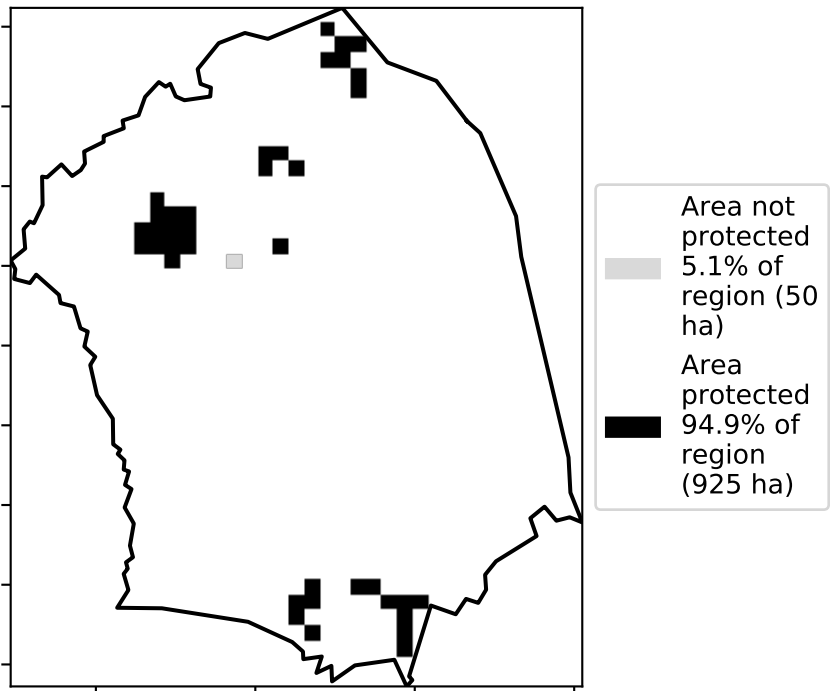 Area not
protected
5.1% of
region (50
ha)
Area
protected
94.9% of
region
(925 ha)